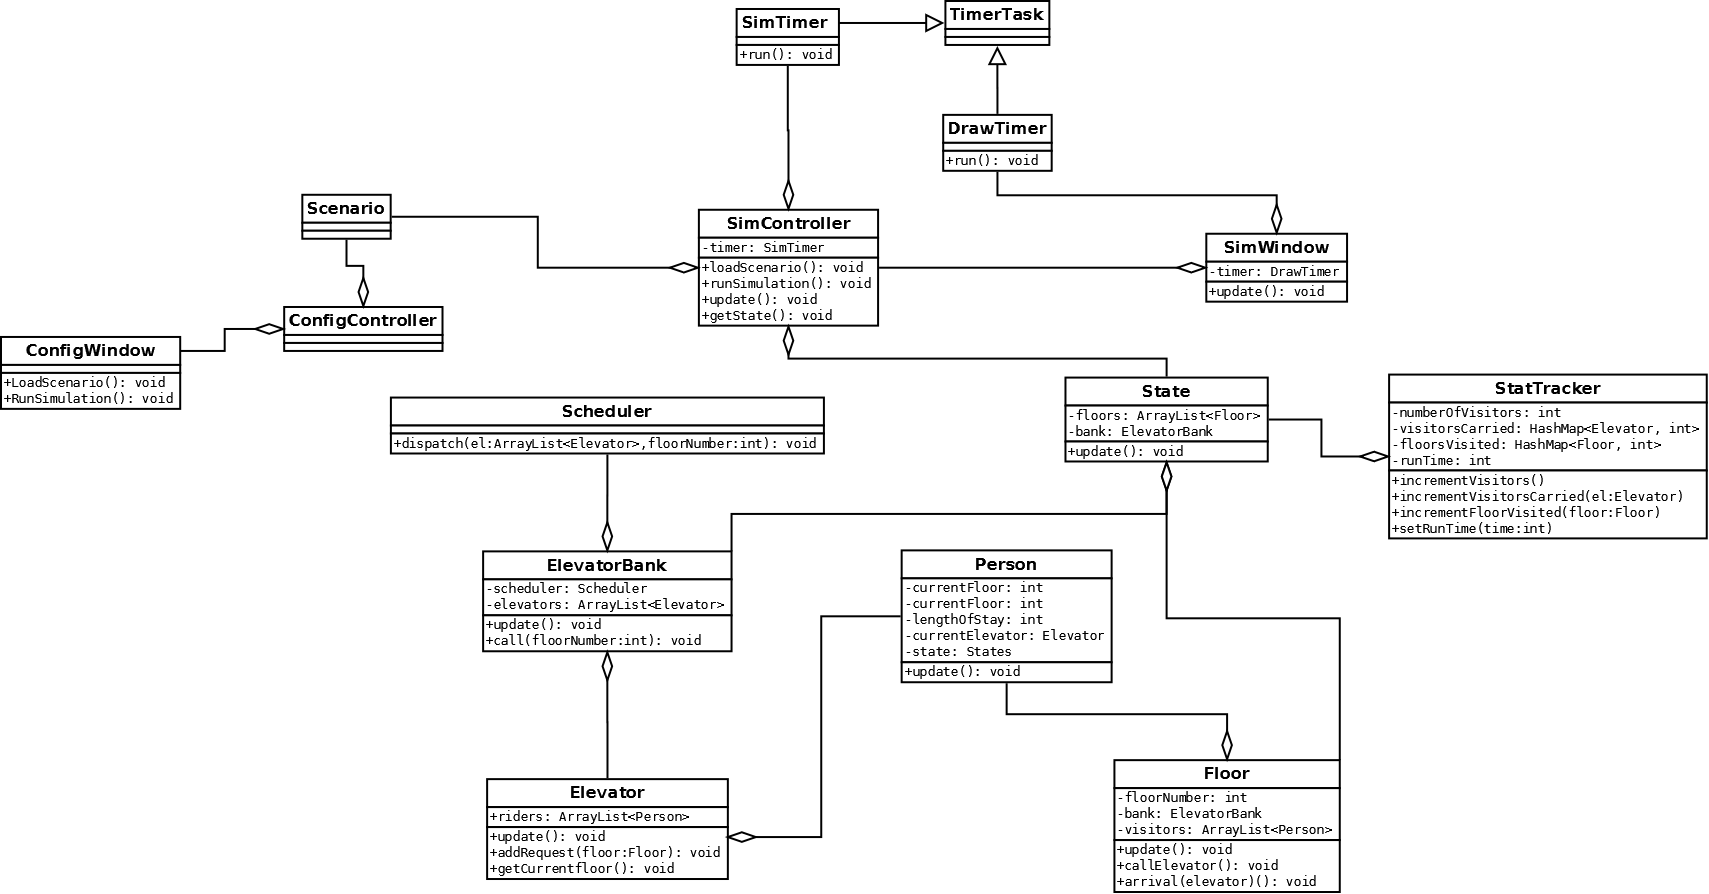 SimTimer
+run(): void
TimerTask
DrawTimer
+run(): void
Scenario
SimController
-timer: SimTimer
+loadScenario(): void
+runSimulation(): void
+update(): void
+getState(): void
SimWindow
-timer: DrawTimer
+update(): void
ConfigController
ConfigWindow
+LoadScenario(): void
+RunSimulation(): void
Scheduler
+dispatch(el:ArrayList<Elevator>,floorNumber:int): void
State
-floors: ArrayList<Floor>
-bank: ElevatorBank
+update(): void
StatTracker
-numberOfVisitors: int
-visitorsCarried: HashMap<Elevator, int>
-floorsVisited: HashMap<Floor, int>
-runTime: int
+incrementVisitors()
+incrementVisitorsCarried(el:Elevator)
+incrementFloorVisited(floor:Floor)
+setRunTime(time:int)
ElevatorBank
-scheduler: Scheduler
-elevators: ArrayList<Elevator>
+update(): void
+call(floorNumber:int): void
Person
-currentFloor: int
-currentFloor: int
-lengthOfStay: int
-currentElevator: Elevator
-state: States
+update(): void
Elevator
+riders: ArrayList<Person>
+update(): void
+addRequest(floor:Floor): void
+getCurrentfloor(): void
Floor
-floorNumber: int
-bank: ElevatorBank
-visitors: ArrayList<Person>
+update(): void
+callElevator(): void
+arrival(elevator)(): void